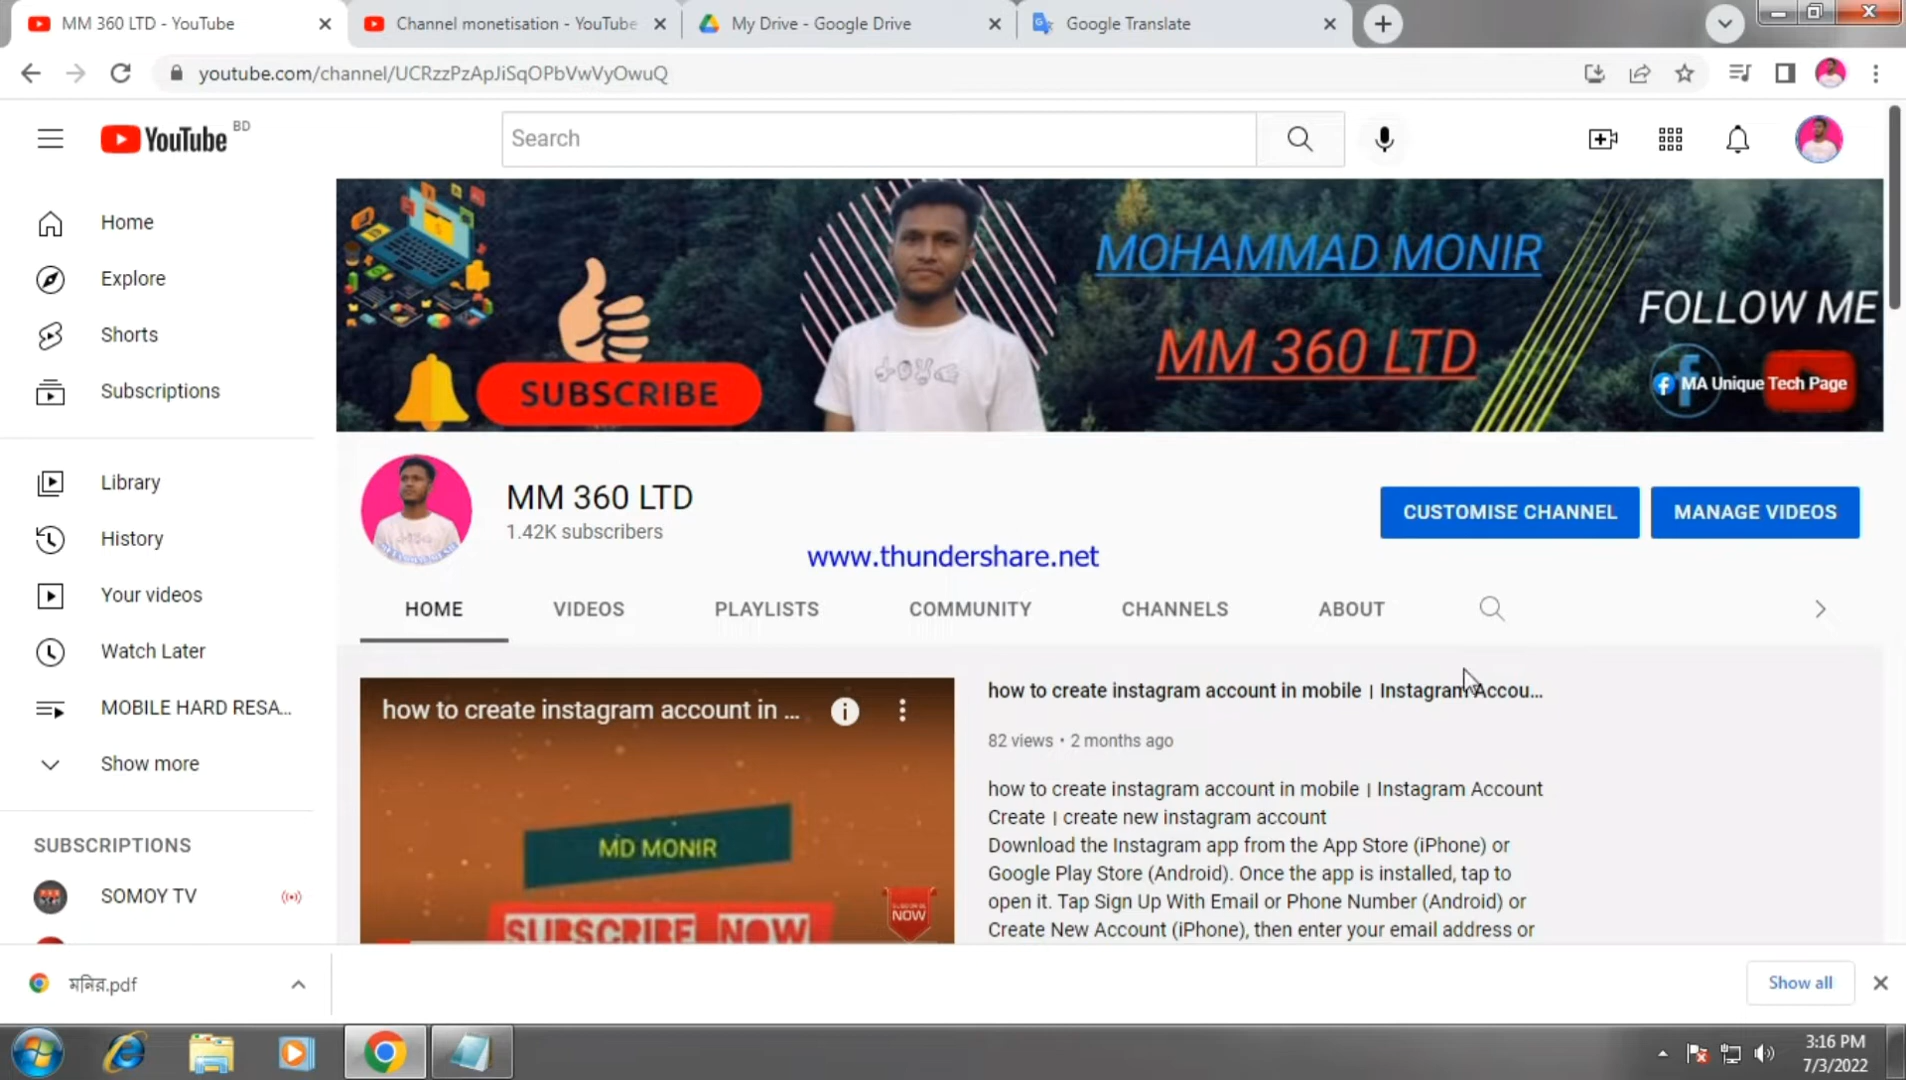 MM 360 LTD - YouTube
Channel monetisation - YouTube
My Drive - Google Drive
Google Translate
youtube.com/channel/UCRzzPzApJiSqOPbVwVyOwuQ
YouTube BD
Search
Home
Explore
Shorts
Subscriptions
Library
History
Your videos
Watch Later
MOBILE HARD RESA...
Show more
SUBSCRIPTIONS
SOMOY TV
SUBSCRIBE
MOHAMMAD MONIR
MM 360 LTD
FOLLOW ME
MA Unique Tech Page
MM 360 LTD
1.42K subscribers
CUSTOMISE CHANNEL
MANAGE VIDEOS
www.thundershare.net
HOME
VIDEOS
PLAYLISTS
COMMUNITY
CHANNELS
ABOUT
how to create instagram account in ...
MD MONIR
SUBSCRIBE NOW
NOW
how to create instagram account in mobile | Instagram Accou...
82 views • 2 months ago
how to create instagram account in mobile | Instagram Account
Create | create new instagram account
Download the Instagram app from the App Store (iPhone) or
Google Play Store (Android). Once the app is installed, tap to
open it. Tap Sign Up With Email or Phone Number (Android) or
Create New Account (iPhone), then enter your email address or
মনির.pdf
Show all
3:16 PM
7/3/2022